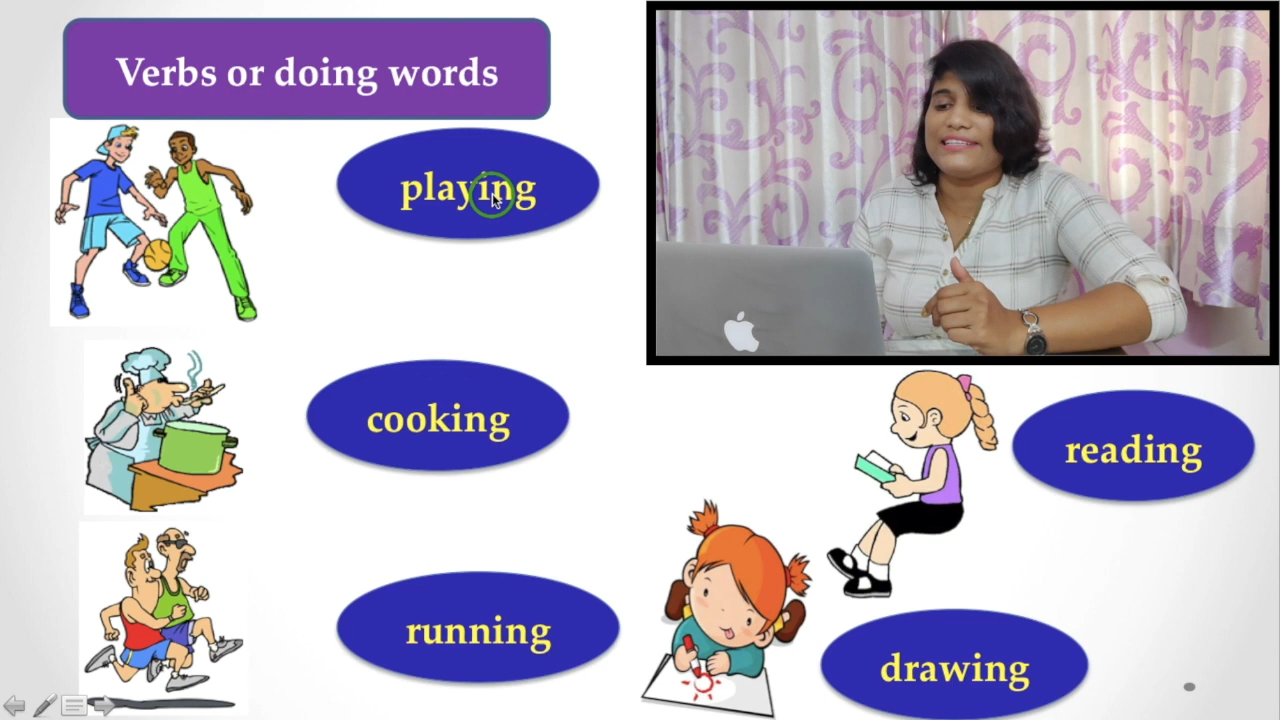 Verbs or doing words
playing
cooking
running
reading
drawing